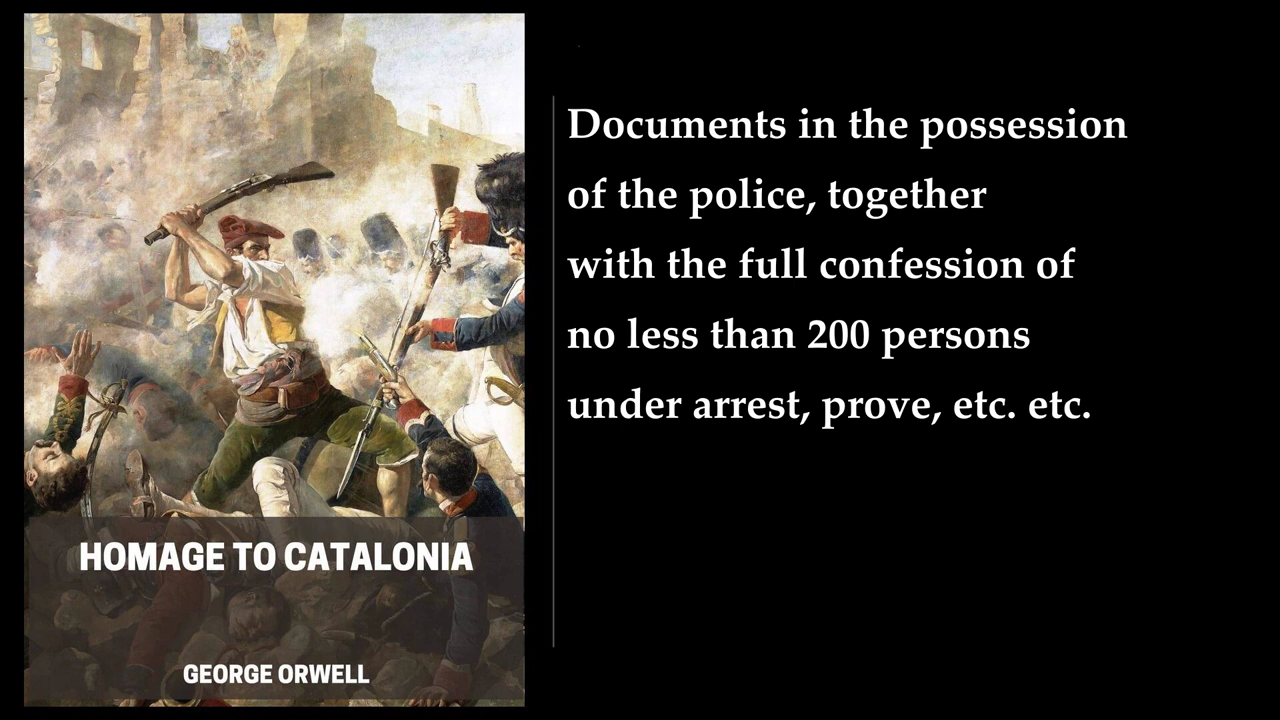 HOMAGE TO CATALONIA
GEORGE ORWELL
Documents in the possession
of the police, together
with the full confession of
no less than 200 persons
under arrest, prove, etc. etc.